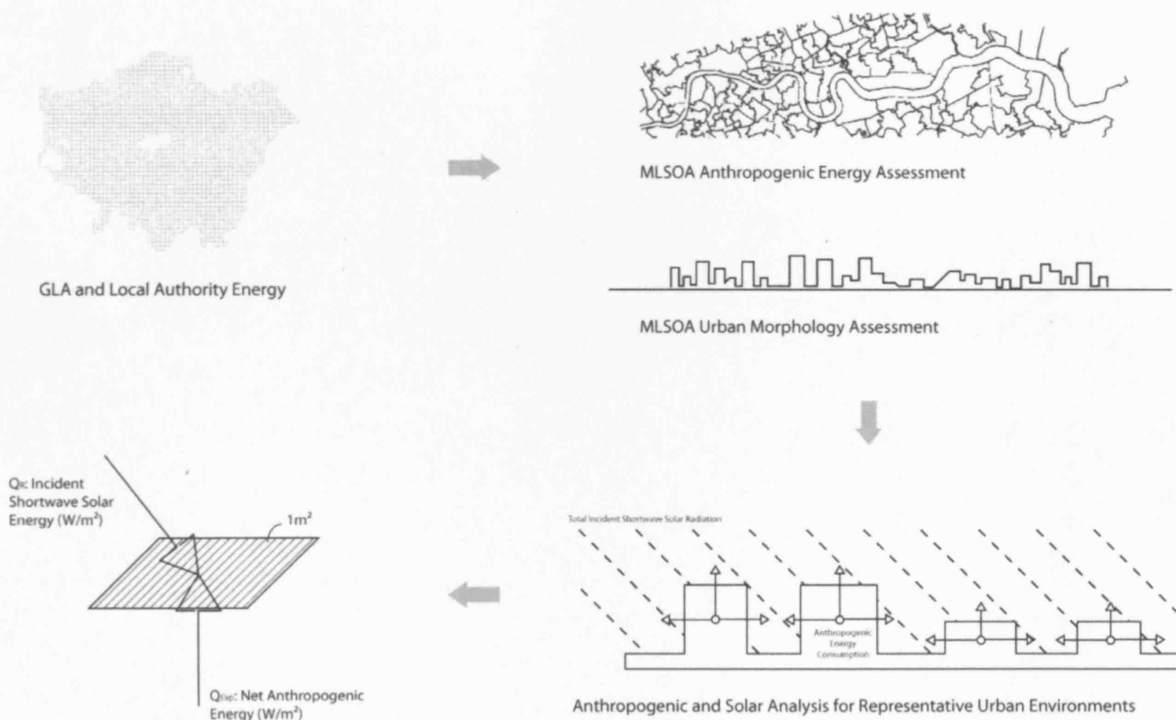 GLA and Local Authority Energy
MLSOA Anthropogenic Energy Assessment
MLSOA Urban Morphology Assessment
Total Incident Shortwave Solar Radiation
Anthropogenic
Energy
Consumption
Anthropogenic and Solar Analysis for Representative Urban Environments
: Incident
Shortwave Solar
Energy (W/m²)
1m²
QExp: Net Anthropogenic
Energy (W/m²)